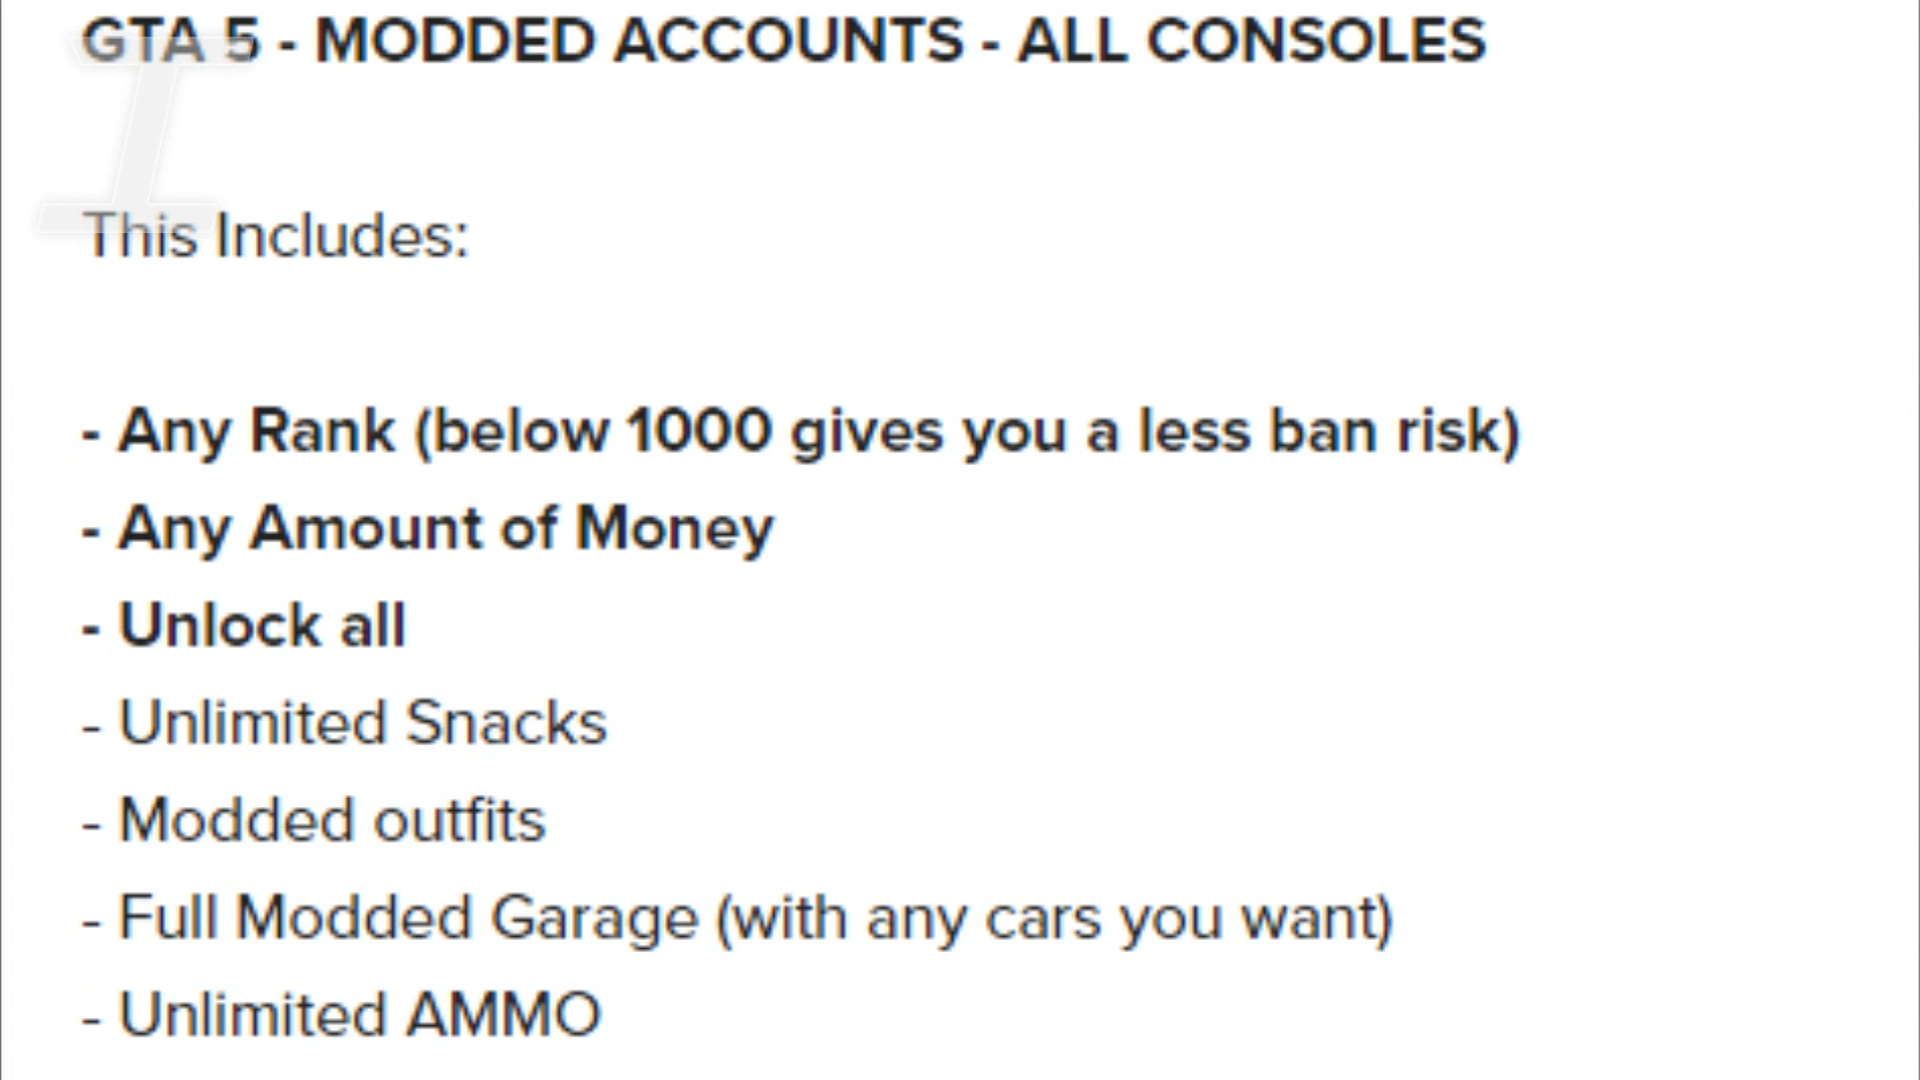 GTA 5 - MODDED ACCOUNTS - ALL CONSOLES
I
This Includes:
- Any Rank (below 1000 gives you a less ban risk)
- Any Amount of Money
- Unlock all
- Unlimited Snacks
- Modded outfits
- Full Modded Garage (with any cars you want)
- Unlimited AMMO